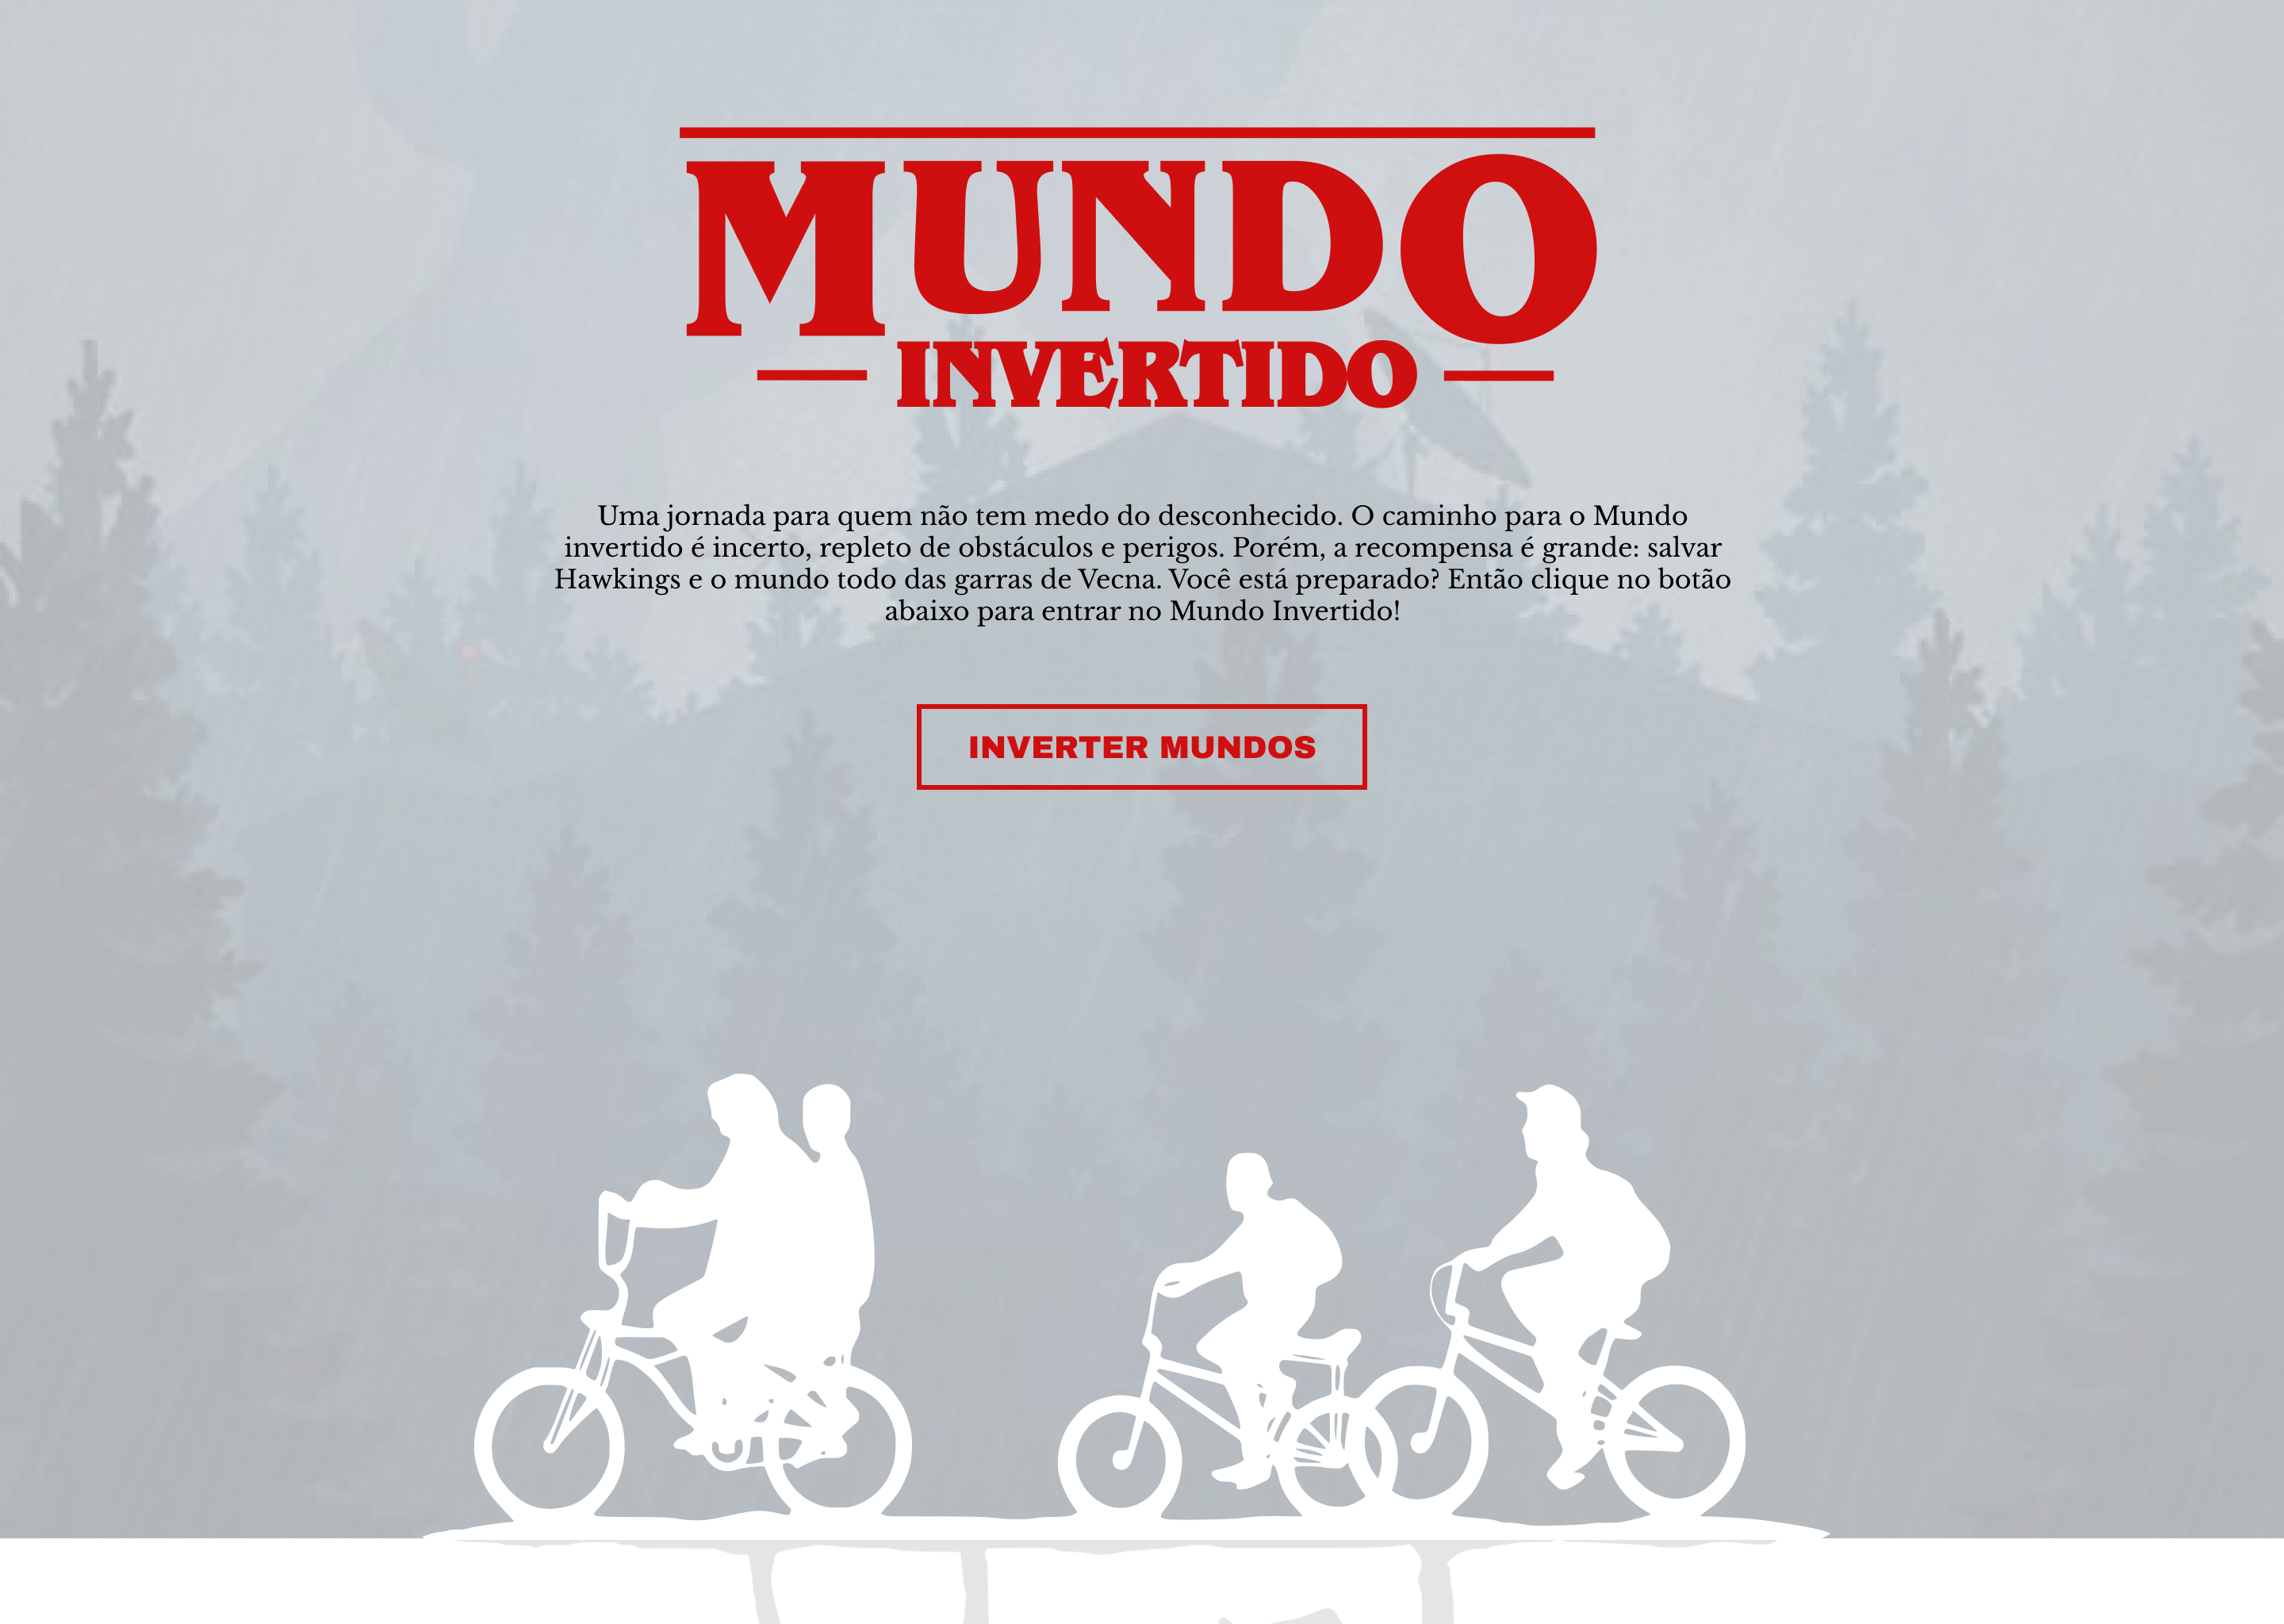 MUNDO
INVERTIDO
Uma jornada para quem não tem medo do desconhecido. O caminho para o Mundo
invertido é incerto, repleto de obstáculos e perigos. Porém, a recompensa é grande: salvar
Hawkings e o mundo todo das garras de Vecna. Você está preparado? Então clique no botão
abaixo para entrar no Mundo Invertido!
INVERTER MUNDOS